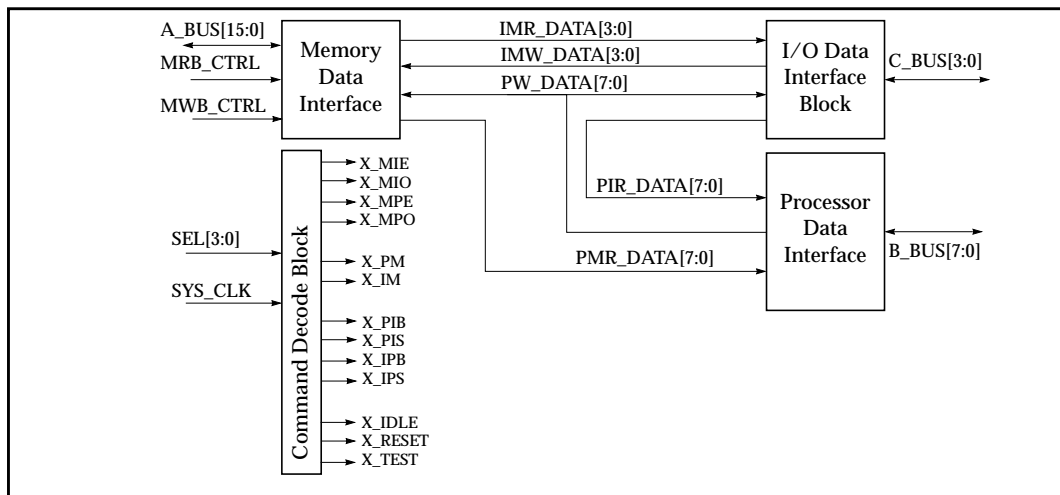 A_BUS[15:0]
MRB_CTRL
MWB_CTRL
Memory
Data
Interface
IMR_DATA[3:0]
IMW_DATA[3:0]
PW_DATA[7:0]
I/O Data
Interface
Block
C_BUS[3:0]
SEL[3:0]
SYS_CLK
Command Decode Block
X_MIE
X_MIO
X_MPE
X_MPO
X_PM
X_IM
X_PIB
X_PIS
X_IPB
X_IPS
X_IDLE
X_RESET
X_TEST
PIR_DATA[7:0]
PMR_DATA[7:0]
Processor
Data
Interface
B_BUS[7:0]